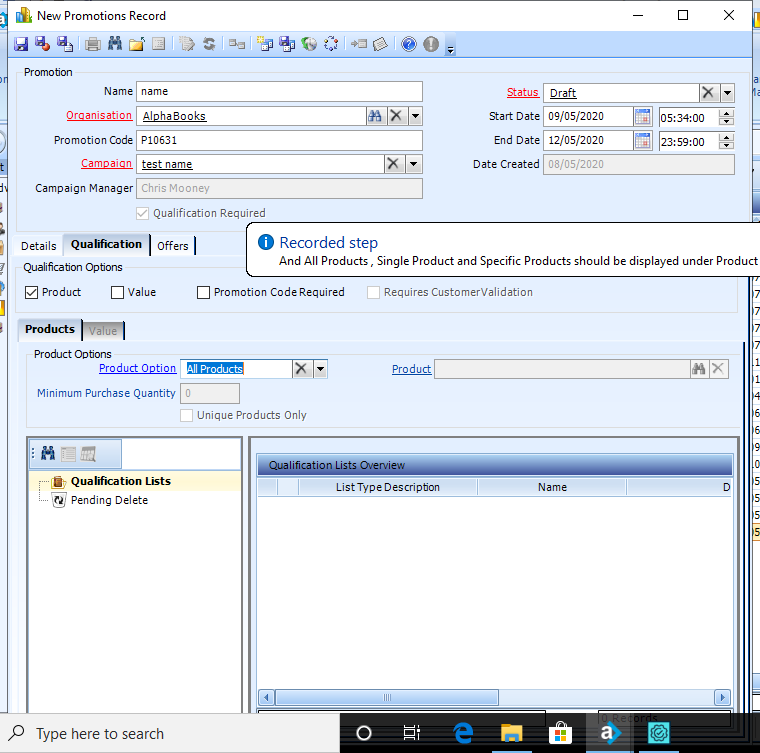 New Promotions Record
Promotion
Name name
Status Draft
Organisation AlphaBooks
Start Date 09/05/2020 05:34:00
Promotion Code P10631
End Date 12/05/2020 23:59:00
Campaign test name
Date Created 08/05/2020
Campaign Manager Chris Mooney
Qualification Required
Details Qualification Offers
Recorded step
And All Products , Single Product and Specific Products should be displayed under Product
Qualification Options
Product Value Promotion Code Required Requires CustomerValidation
Products Value
Product Options
Product Option All Products Product
Minimum Purchase Quantity 0
Unique Products Only
Qualification Lists Overview
Qualification Lists
List Type Description Name D
Pending Delete
0 Records
Type here to search